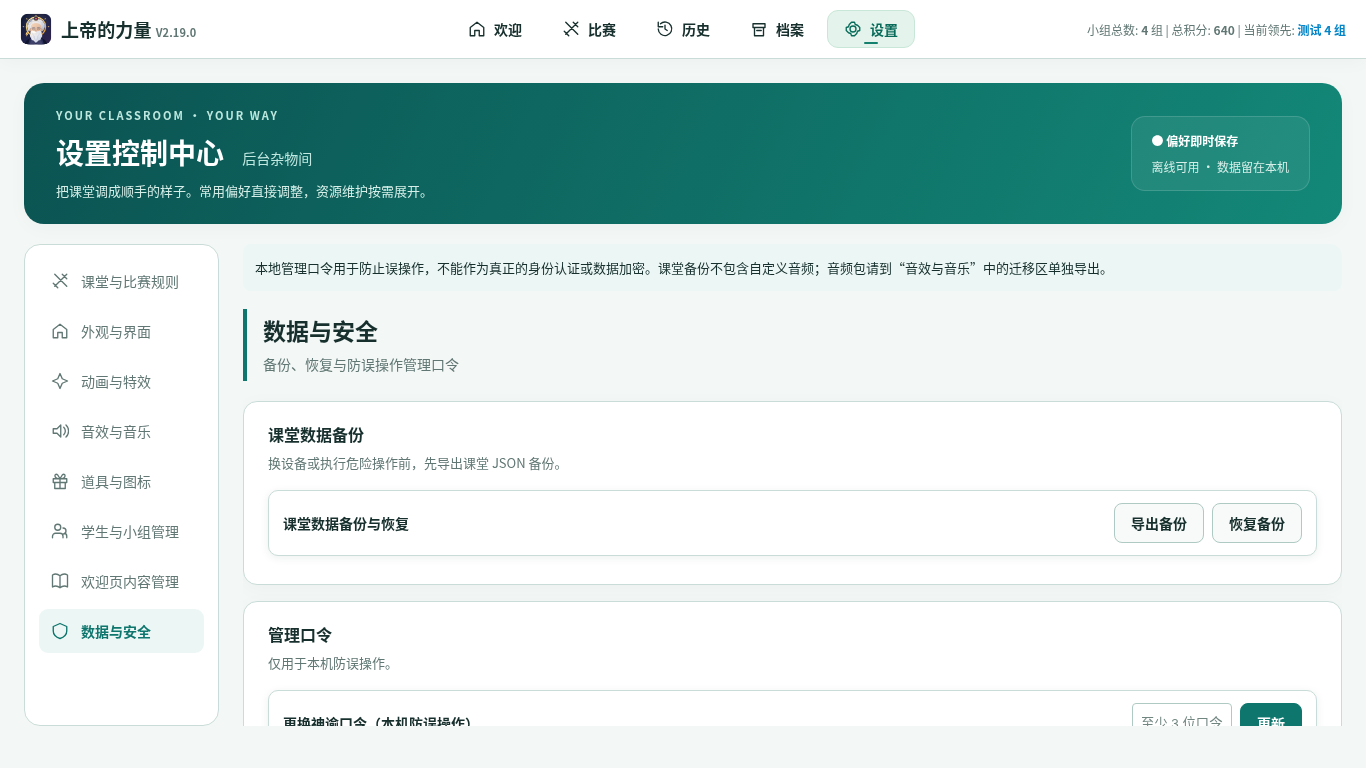 上帝的力量 V2.19.0
欢迎
比赛
历史
档案
设置
小组总数: 4 组 | 总积分: 640 | 当前领先: 测试 4 组
YOUR CLASSROOM • YOUR WAY
设置控制中心 后台杂物间
把课堂调成顺手的样子。常用偏好直接调整，资源维护按需展开。
偏好即时保存
离线可用 • 数据留在本机
课堂与比赛规则
外观与界面
动画与特效
音效与音乐
道具与图标
学生与小组管理
欢迎页内容管理
数据与安全
本地管理口令用于防止误操作，不能作为真正的身份认证或数据加密。课堂备份不包含自定义音频；音频包请到“音效与音乐”中的迁移区单独导出。
数据与安全
备份、恢复与防误操作管理口令
课堂数据备份
换设备或执行危险操作前，先导出课堂 JSON 备份。
课堂数据备份与恢复
导出备份
恢复备份
管理口令
仅用于本机防误操作。
更换神谕口令（本机防误操作）
至少 3 位口令
更新